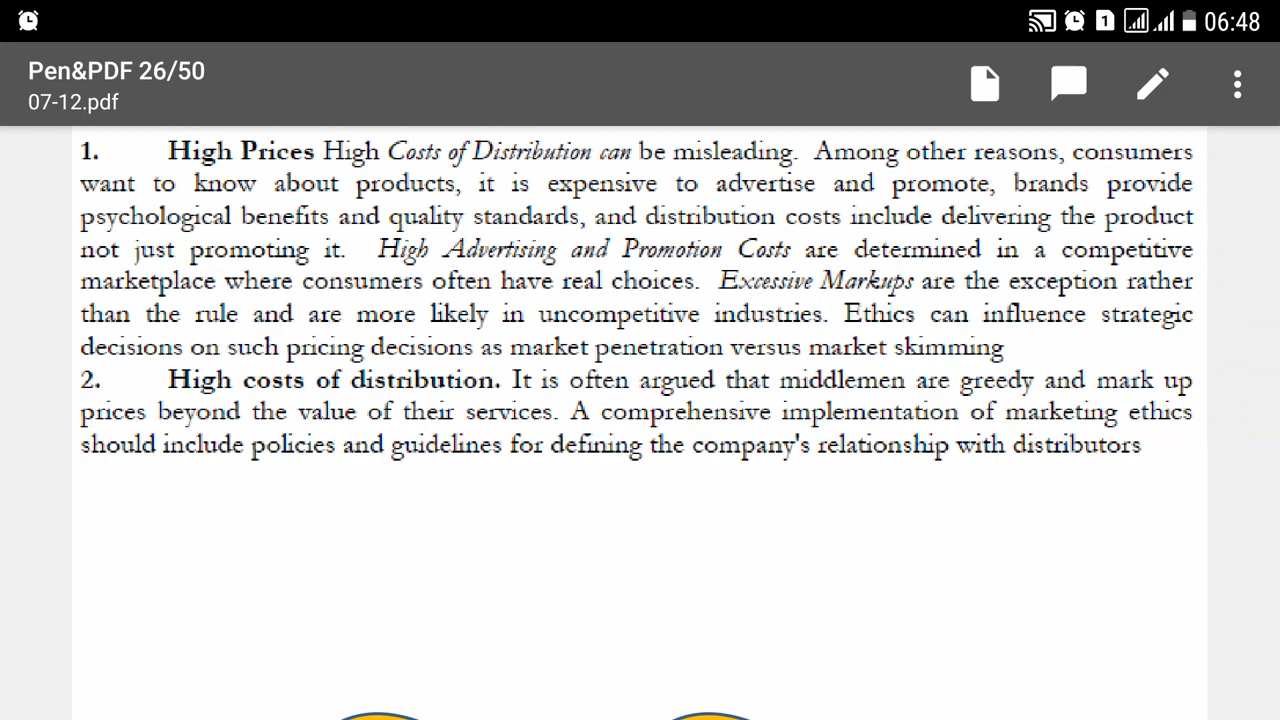 1 06:48
Pen&PDF 26/50
07-12.pdf
1. High Prices High Costs of Distribution can be misleading. Among other reasons, consumers
want to know about products, it is expensive to advertise and promote, brands provide
psychological benefits and quality standards, and distribution costs include delivering the product
not just promoting it. High Advertising and Promotion Costs are determined in a competitive
marketplace where consumers often have real choices. Excessive Markups are the exception rather
than the rule and are more likely in uncompetitive industries. Ethics can influence strategic
decisions on such pricing decisions as market penetration versus market skimming
2. High costs of distribution. It is often argued that middlemen are greedy and mark up
prices beyond the value of their services. A comprehensive implementation of marketing ethics
should include policies and guidelines for defining the company's relationship with distributors